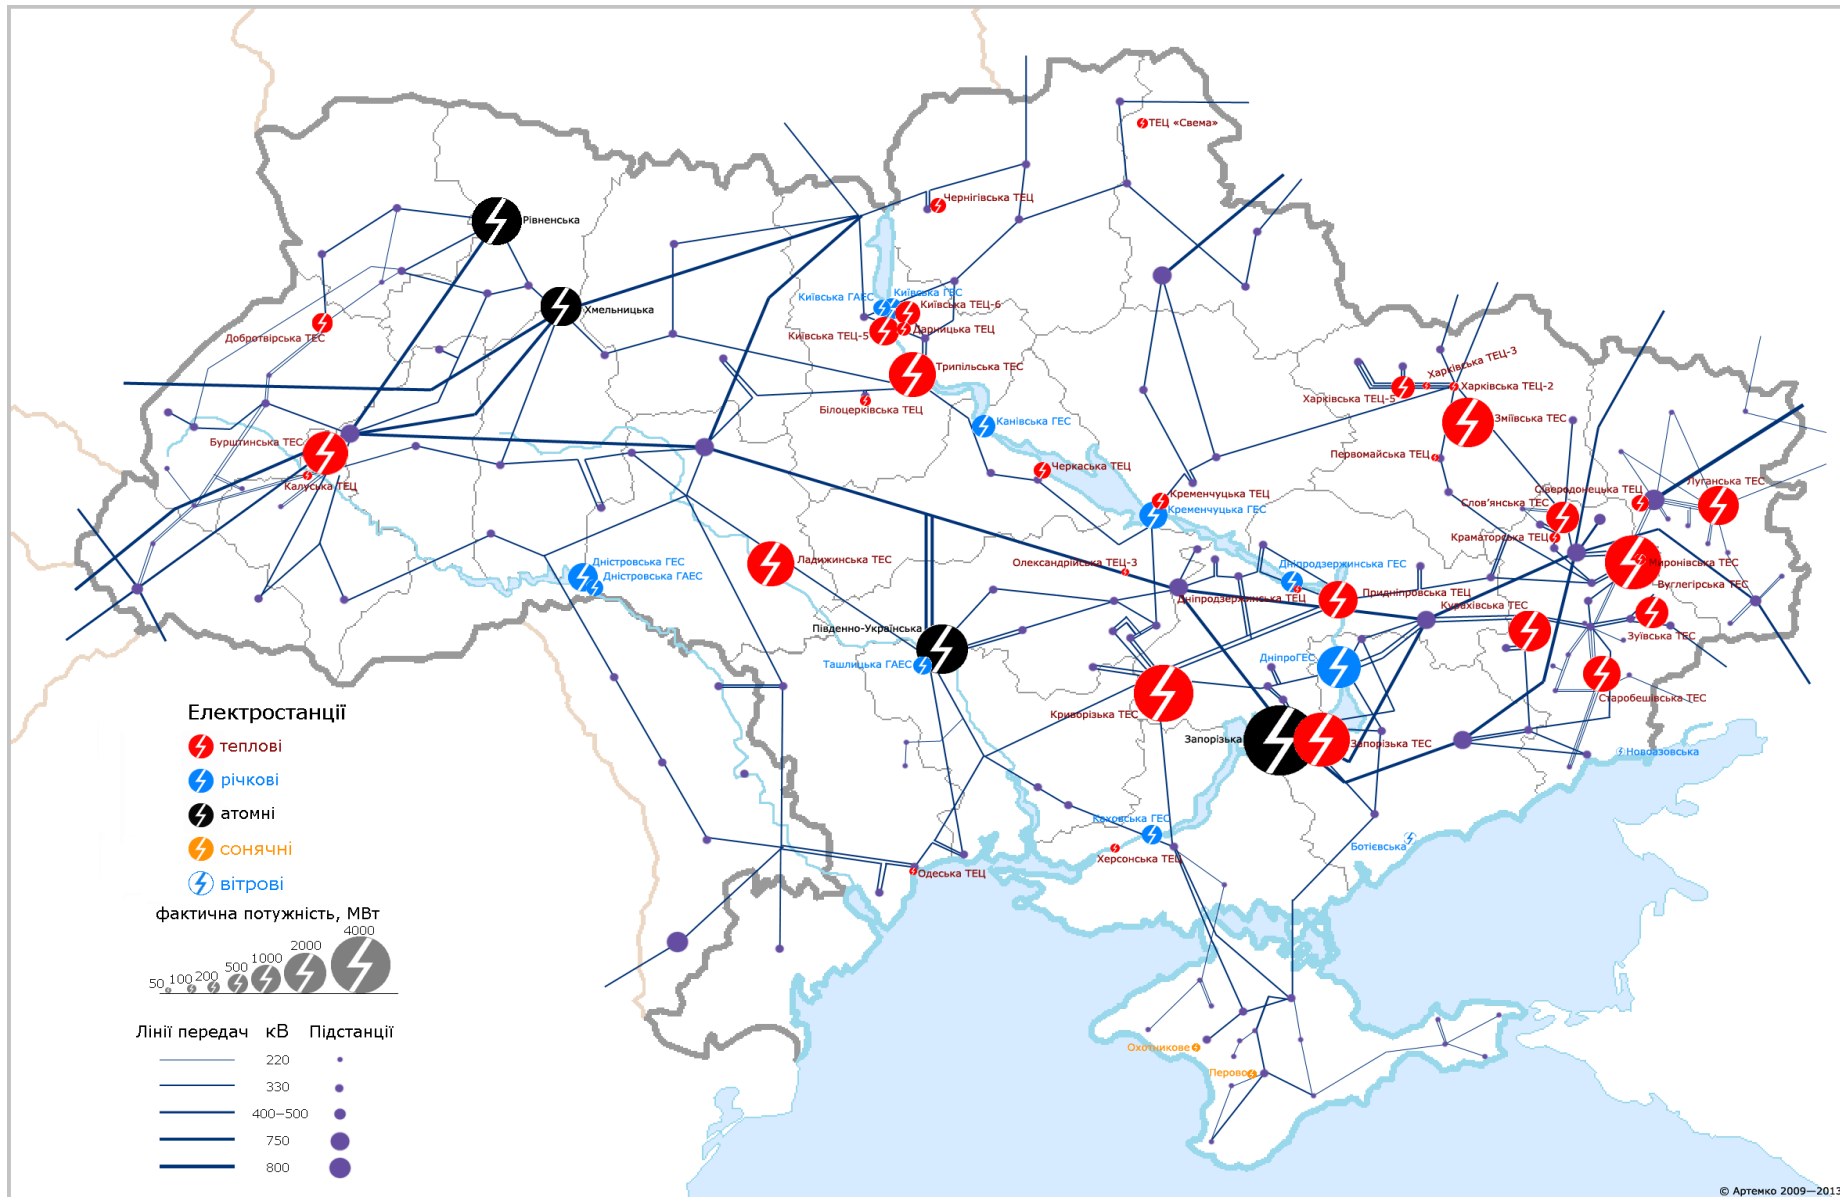 ТЕЦ «Свема»
Чернігівська ТЕЦ
Рівненська
Хмельницька
Київська ГАЕС
Київська ГЕС
Київська ТЕЦ-6
Дарницька ТЕЦ
Київська ТЕЦ-5
Добротвірська ТЕС
Трипільська ТЕС
Білоцерківська ТЕЦ
Канівська ГЕС
Харківська ТЕЦ-3
Харківська ТЕЦ-2
Харківська ТЕЦ-5
Зміївська ТЕС
Бурштинська ТЕС
Калуська ТЕЦ
Черкаська ТЕЦ
Первомайська ТЕЦ
Кременчуцька ТЕЦ
Кременчуцька ГЕС
Сіверодонецька ТЕЦ
Луганська ТЕС
Слов'янська ТЕС
Краматорська ТЕЦ
Миронівська ТЕС
Вуглегірська ТЕС
Ладижинська ТЕС
Дністровська ГЕС
Дністровська ГАЕС
Олександрійська ТЕЦ-3
Дніпродзержинська ГЕС
Дніпродзержинська ТЕЦ
Придніпровська ТЕЦ
Курахівська ТЕС
Зуївська ТЕС
Південно-Українська
Ташлицька ГАЕС
ДніпроГЕС
Старобешівська ТЕС
Криворізька ТЕС
Запорізька
Запорізька ТЕС
Новоазовська
Каховська ГЕС
Херсонська ТЕЦ
Ботієвська
Одеська ТЕЦ
Охотникове
Перово
Електростанції
теплові
річкові
атомні
сонячні
вітрові
фактична потужність, МВт
50 100 200 500 1000 2000 4000
Лінії передач кВ Підстанції
220
330
400–500
750
800
© Артемко 2009—2013